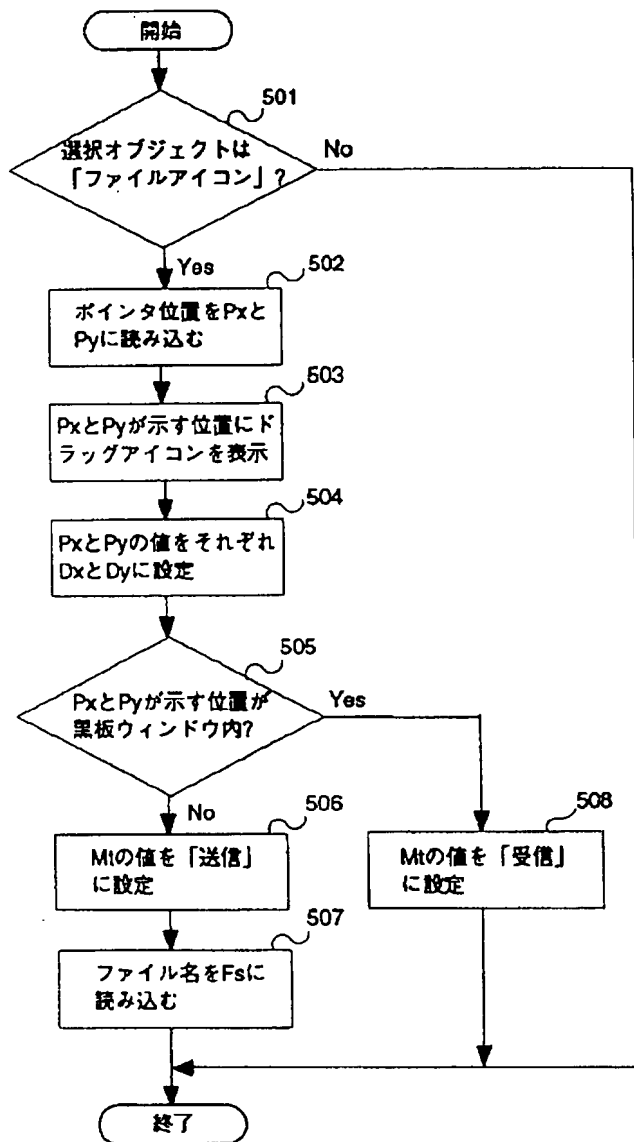 開始
501
選択オブジェクトは
「ファイルアイコン」?
No
Yes
502
ポインタ位置をPxと
Pyに読み込む
503
PxとPyが示す位置にド
ラッグアイコンを表示
504
PxとPyの値をそれぞれ
DxとDyに設定
505
PxとPyが示す位置が
黒板ウィンドウ内?
Yes
No
506
Mtの値を「送信」
に設定
508
Mtの値を「受信」
に設定
507
ファイル名をFsに
読み込む
終了